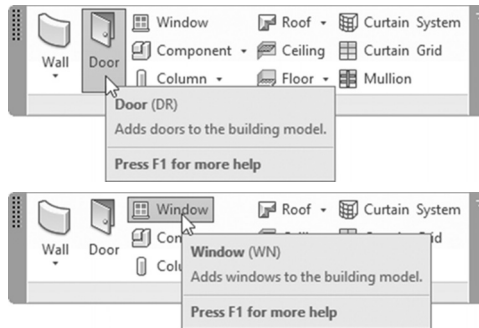 Wall
Door
Window
Component
Column
Roof
Ceiling
Floor
Curtain System
Curtain Grid
Mullion
Door (DR)
Adds doors to the building model.
Press F1 for more help
Wall
Door
Window
Roof
Curtain System
Window (WN)
Adds windows to the building model.
Press F1 for more help